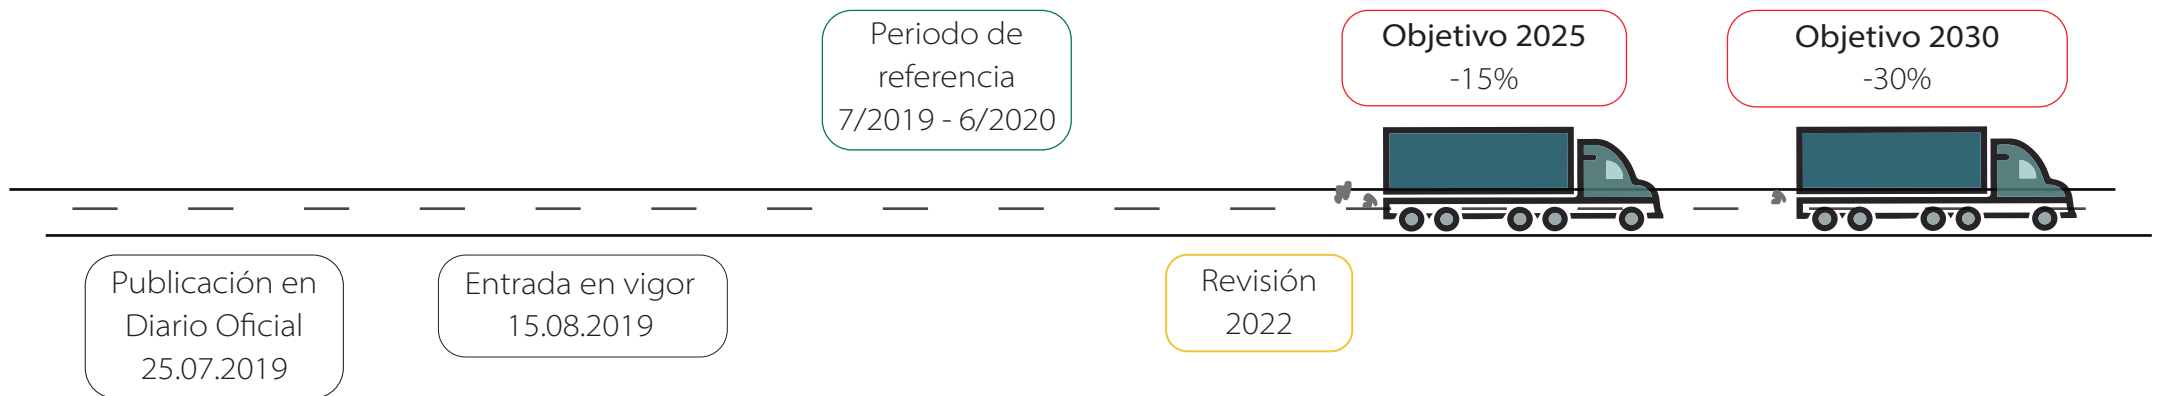 Periodo de
referencia
7/2019 - 6/2020
Objetivo 2025
-15%
Objetivo 2030
-30%
Publicación en
Diario Oficial
25.07.2019
Entrada en vigor
15.08.2019
Revisión
2022